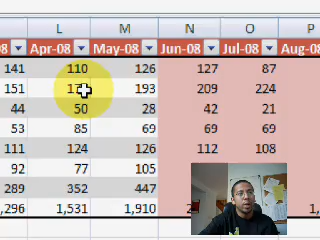 L M N O P
08 Apr-08 May-08 Jun-08 Jul-08 Aug-0
141 110 126 127 87
151 193 209 224
44 50 28 42 21
53 85 69 69 69
111 124 126 112 108
92 77 105
289 352 447
,296 1,531 1,910